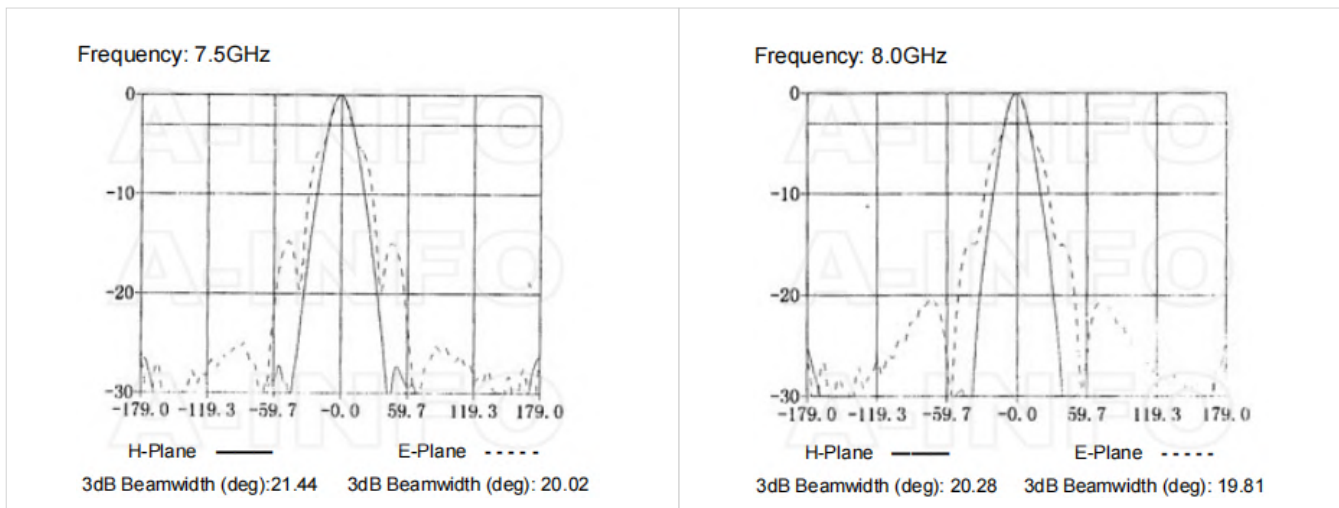 Frequency: 7.5GHz
0
-10
-20
-30
-179.0 -119.3 -59.7 -0.0 59.7 119.3 179.0
A-INFO
A-INFO
A-INFO
H-Plane E-Plane
3dB Beamwidth (deg):21.44 3dB Beamwidth (deg): 20.02
Frequency: 8.0GHz
0
-10
-20
-30
-179.0 -119.3 -59.7 -0.0 59.7 119.3 179.0
A-INFO
A-INFO
A-INFO
H-Plane E-Plane
3dB Beamwidth (deg): 20.28 3dB Beamwidth (deg): 19.81